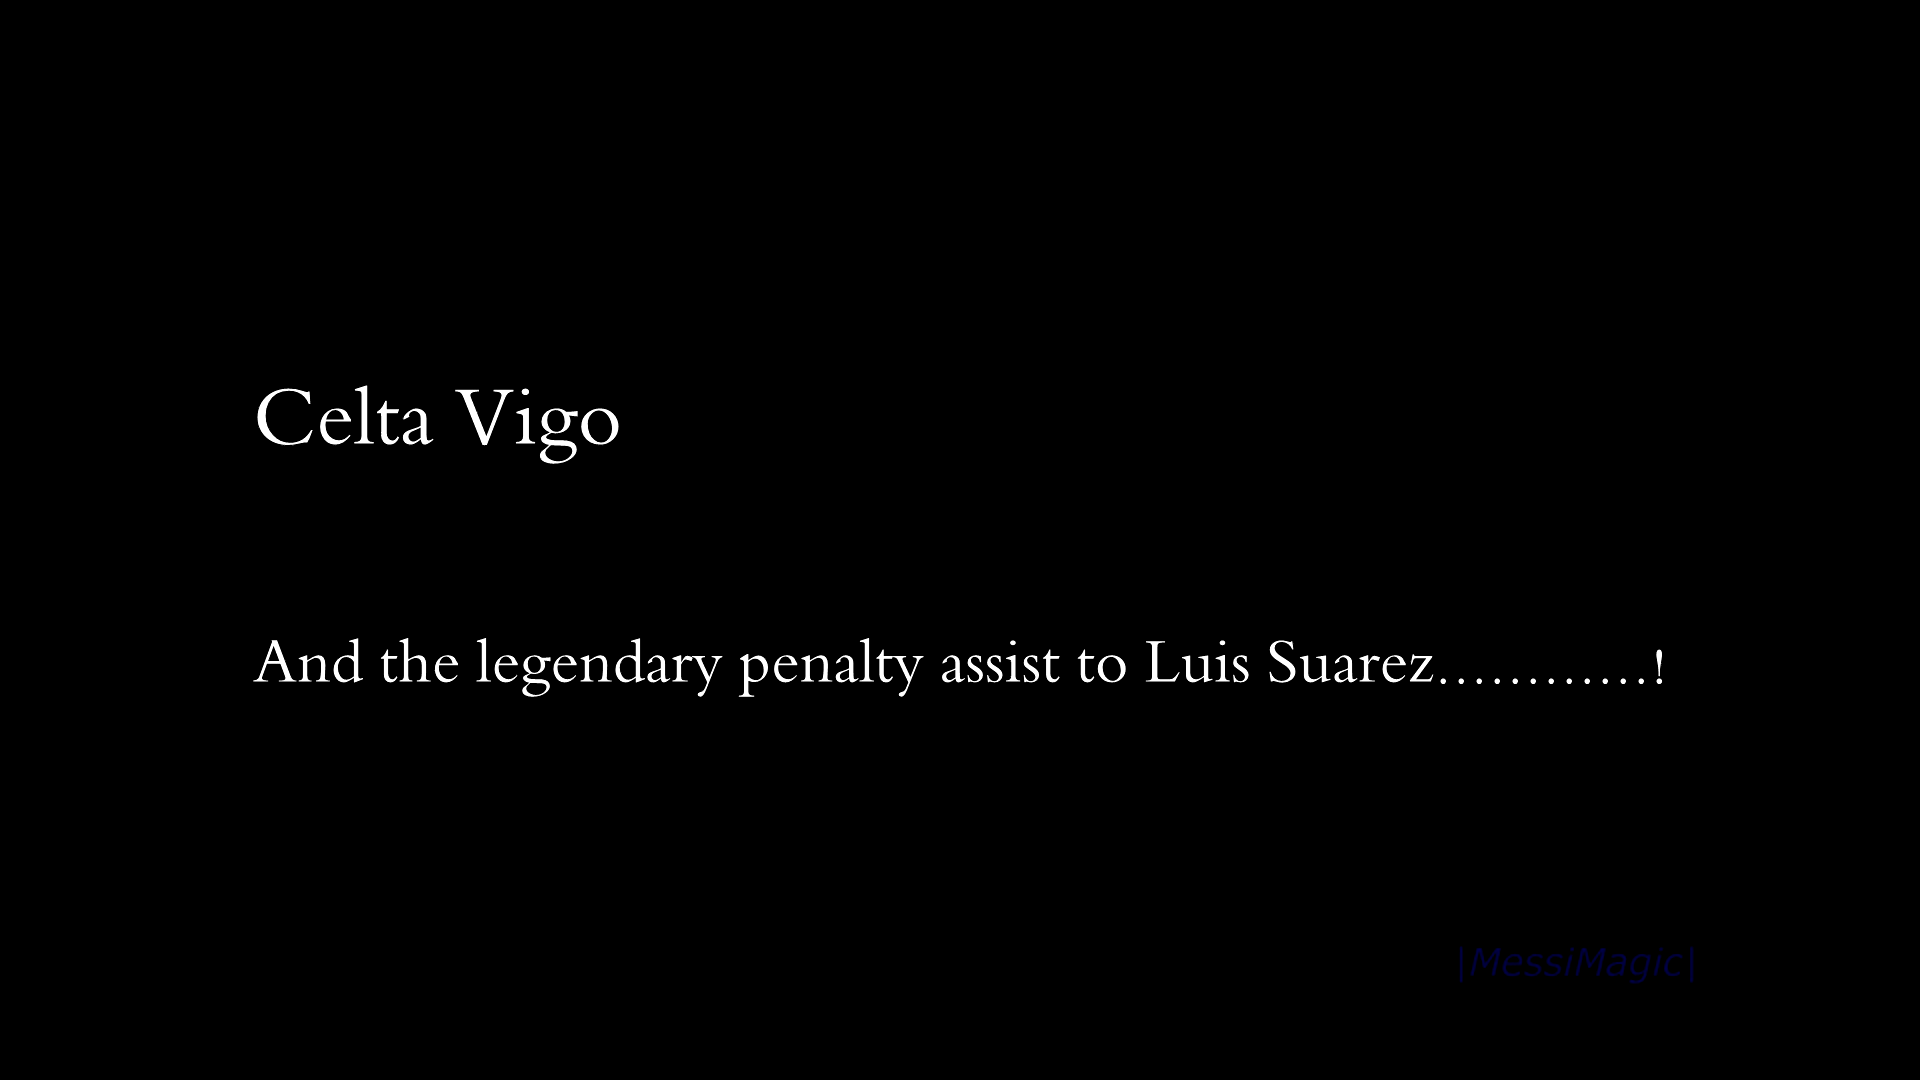 Celta Vigo
And the legendary penalty assist to Luis Suarez............!
|MessiMagic|